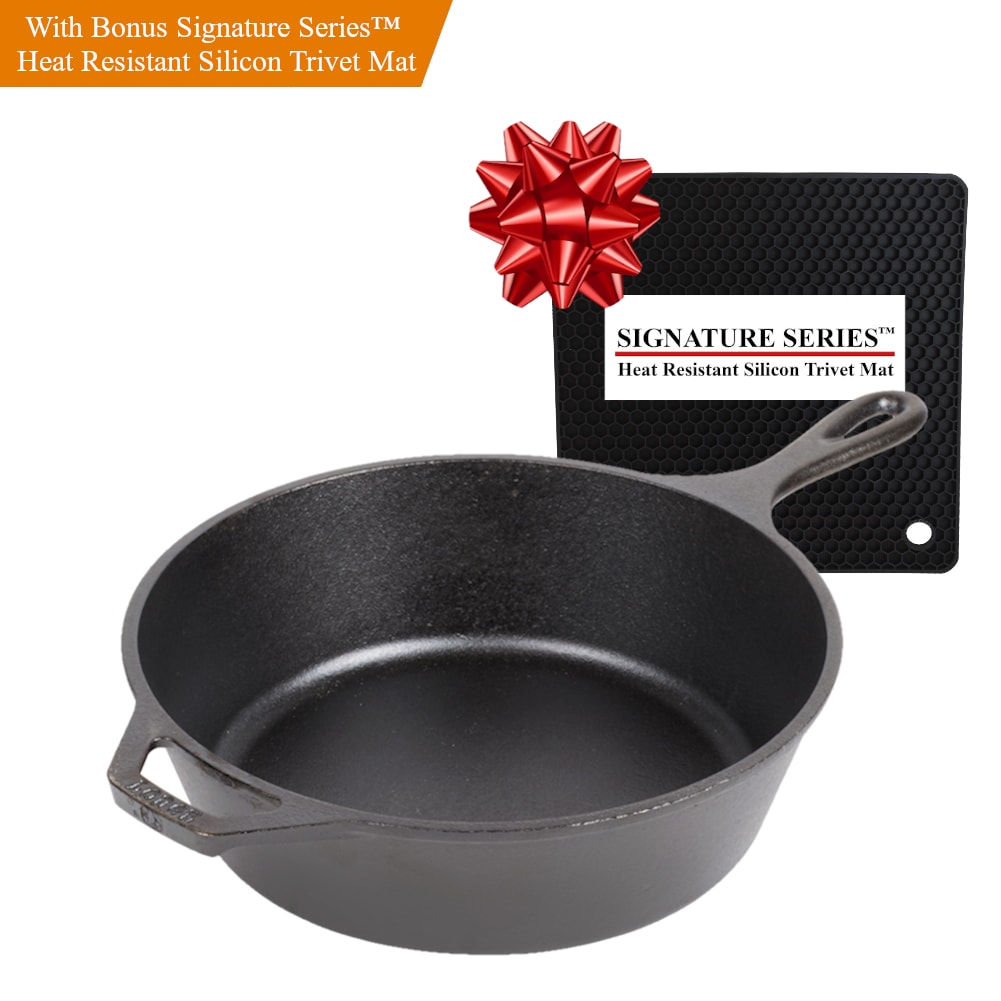 With Bonus Signature Series™
Heat Resistant Silicon Trivet Mat
SIGNATURE SERIES™
Heat Resistant Silicon Trivet Mat